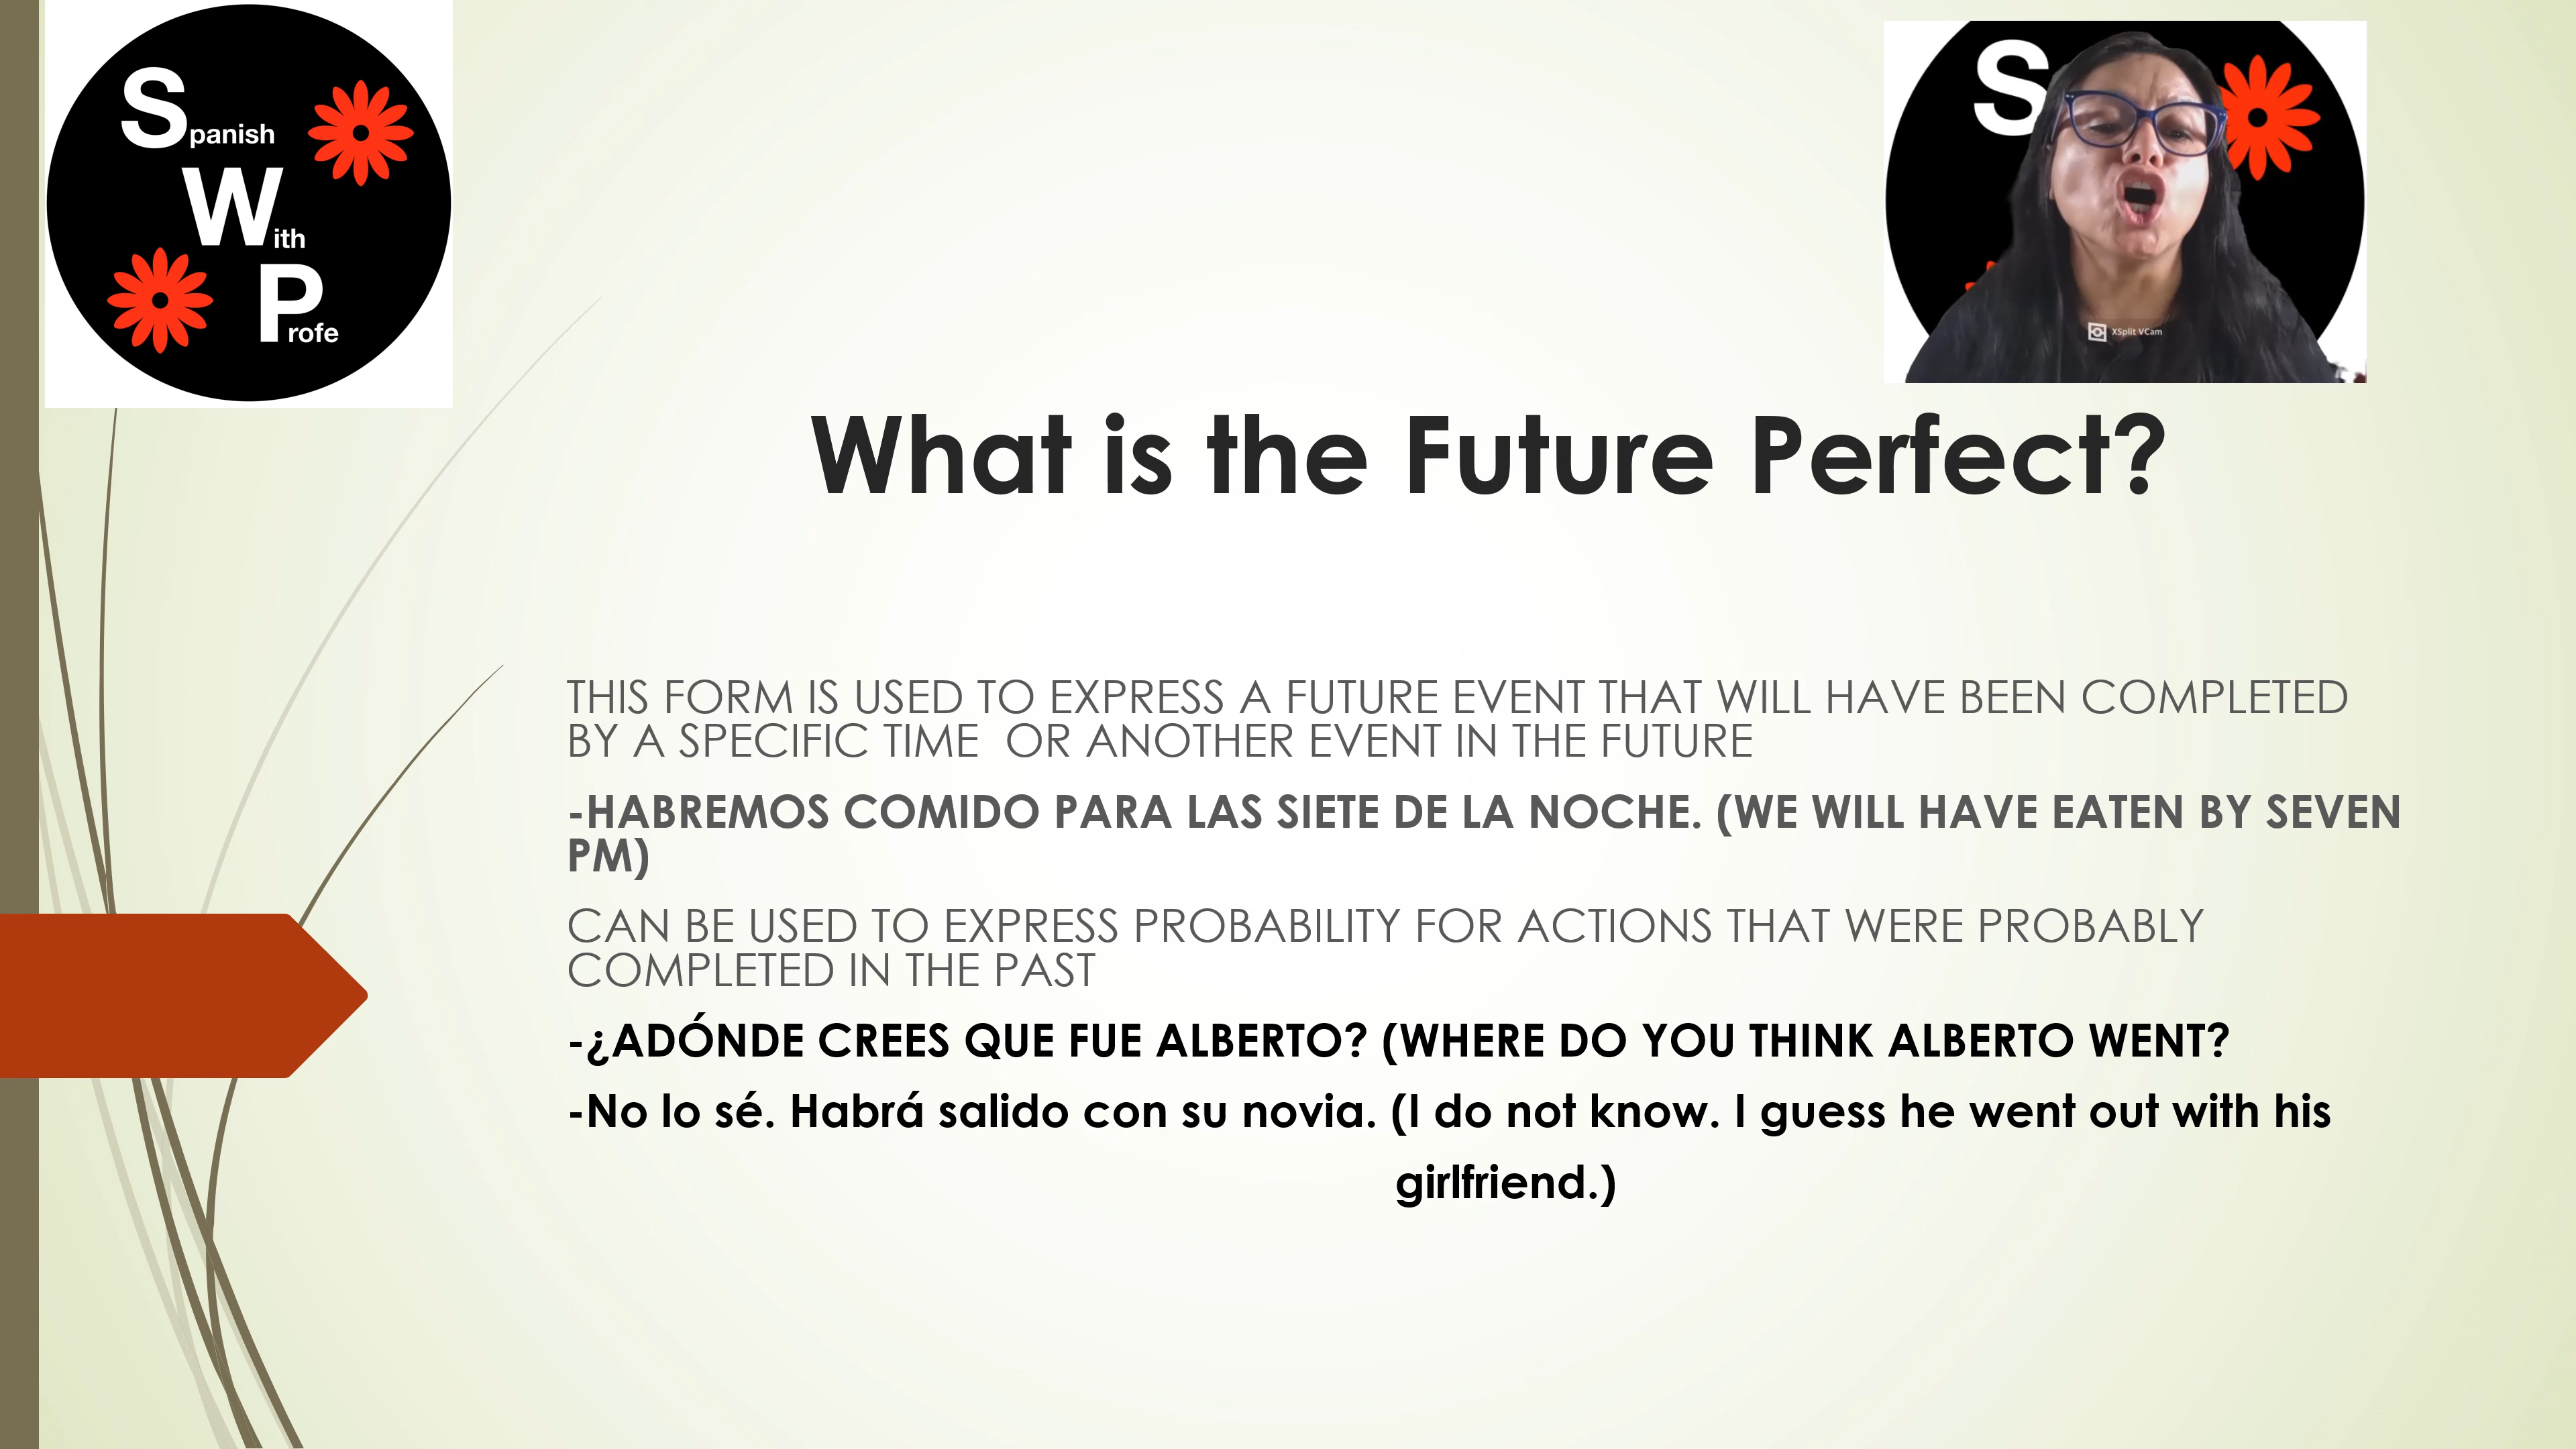 Spanish
With
Profe
S
XSplit VCam
What is the Future Perfect?
THIS FORM IS USED TO EXPRESS A FUTURE EVENT THAT WILL HAVE BEEN COMPLETED
BY A SPECIFIC TIME  OR ANOTHER EVENT IN THE FUTURE
-HABREMOS COMIDO PARA LAS SIETE DE LA NOCHE. (WE WILL HAVE EATEN BY SEVEN
PM)
CAN BE USED TO EXPRESS PROBABILITY FOR ACTIONS THAT WERE PROBABLY
COMPLETED IN THE PAST
-¿ADÓNDE CREES QUE FUE ALBERTO? (WHERE DO YOU THINK ALBERTO WENT?
-No lo sé. Habrá salido con su novia. (I do not know. I guess he went out with his
girlfriend.)